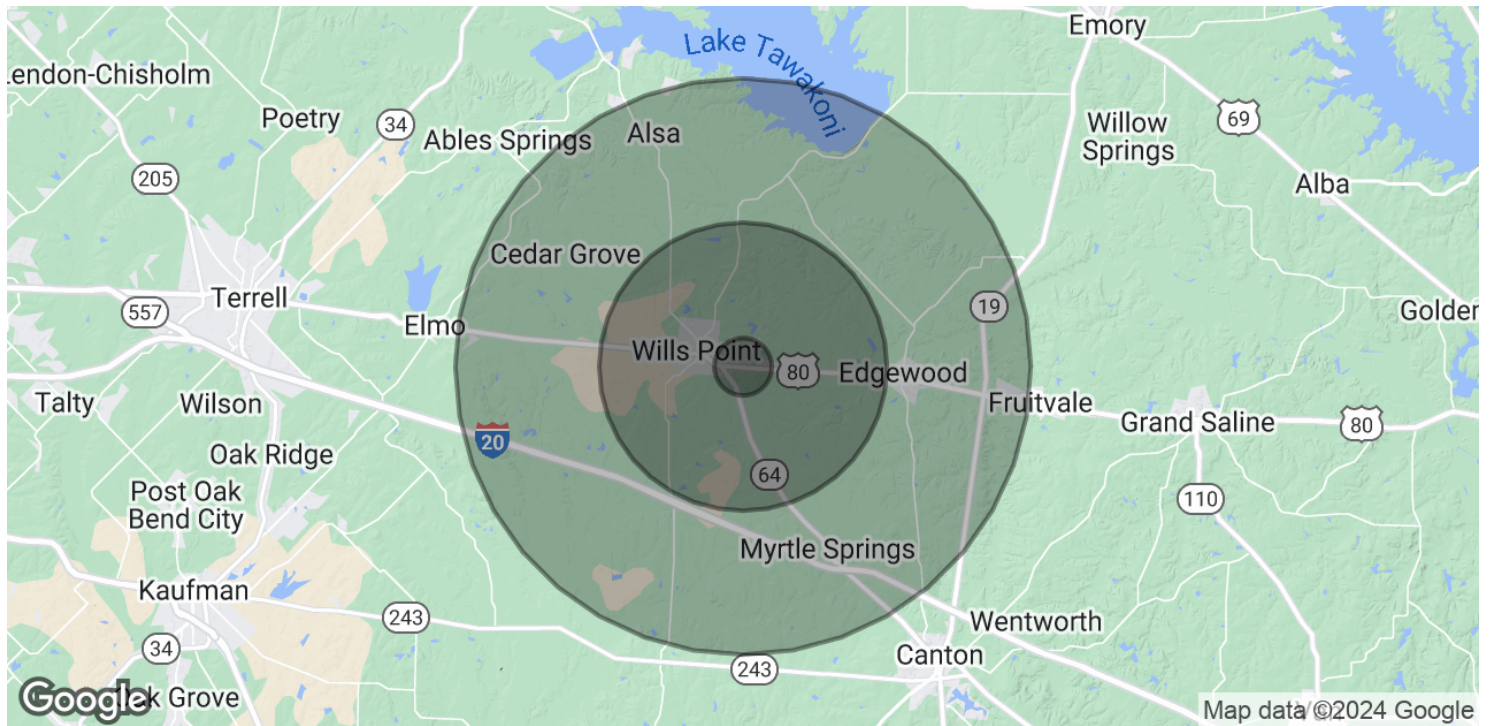 Emory
Lake Tawakoni
Lendon-Chisholm
69
Poetry
34
Ables Springs
Alsa
Willow
Springs
205
Alba
Cedar Grove
Terrell
557
19
Golden
Elmo
Wills Point
80
Edgewood
Talty
Wilson
Fruitvale
20
Grand Saline
80
Oak Ridge
64
Post Oak
Bend City
110
Myrtle Springs
Kaufman
243
Wentworth
34
243
Canton
Google
Oak Grove
Map data ©2024 Google